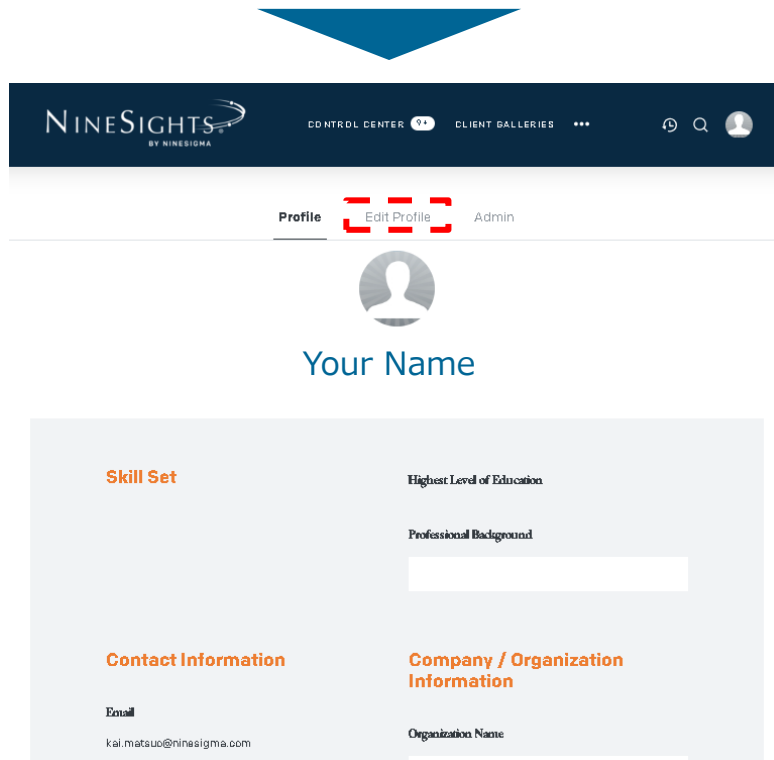 NINESIGHTS
BY NINESIGMA
CONTROL CENTER 9+ CLIENT GALLERIES •••
Profile Edit Profile Admin
Your Name
Skill Set
Highest Level of Education
Professional Background
Contact Information
Company / Organization
Information
Email
kai.matsuo@ninesigma.com
Organization Name